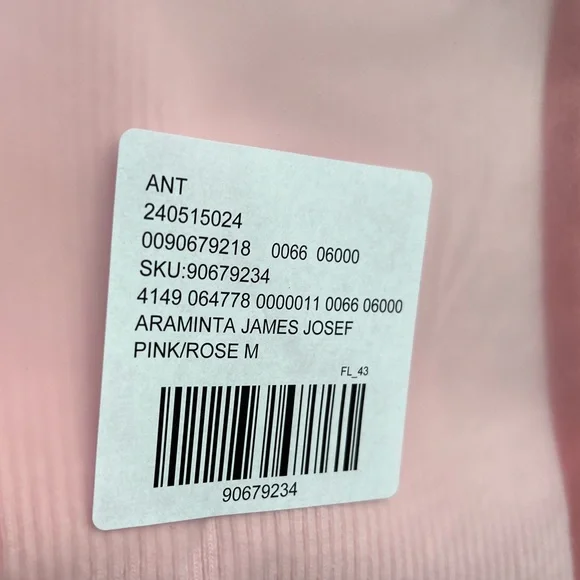 ANT
240515024
0090679218 0066 06000
SKU:90679234
4149 064778 0000011 0066 06000
ARAMINTA JAMES JOSEF
PINK/ROSE M
FL_43
90679234